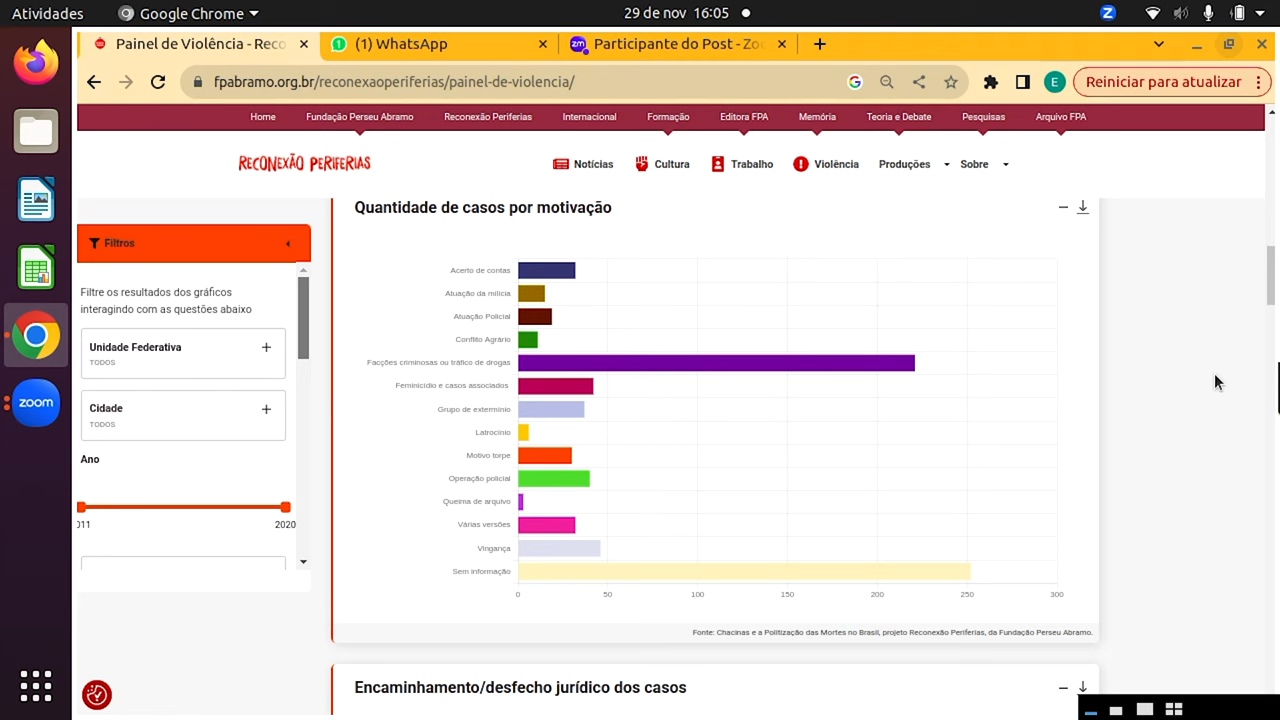 Atividades
Google Chrome
29 de nov 16:05
Painel de Violência - Reco
(1) WhatsApp
Participante do Post - Zoo
fpabramo.org.br/reconexaoperiferias/painel-de-violencia/
E
Reiniciar para atualizar
Home
Fundação Perseu Abramo
Reconexão Periferias
Internacional
Formação
Editora FPA
Memória
Teoria e Debate
Pesquisas
Arquivo FPA
RECONEXÃO PERIFERIAS
Notícias
Cultura
Trabalho
Violência
Produções
Sobre
Filtros
Filtre os resultados dos gráficos
interagindo com as questões abaixo
Unidade Federativa
TODOS
Cidade
TODOS
Ano
011
2020
zoom
Quantidade de casos por motivação
Acerto de contas
Atuação da milícia
Atuação Policial
Conflito Agrário
Facções criminosas ou tráfico de drogas
Feminicídio e casos associados
Grupo de extermínio
Latrocínio
Motivo torpe
Operação policial
Queima de arquivo
Várias versões
Vingança
Sem informação
0
50
100
150
200
250
300
Fonte: Chacinas e a Politização das Mortes no Brasil, projeto Reconexão Periferias, da Fundação Perseu Abramo.
Encaminhamento/desfecho jurídico dos casos